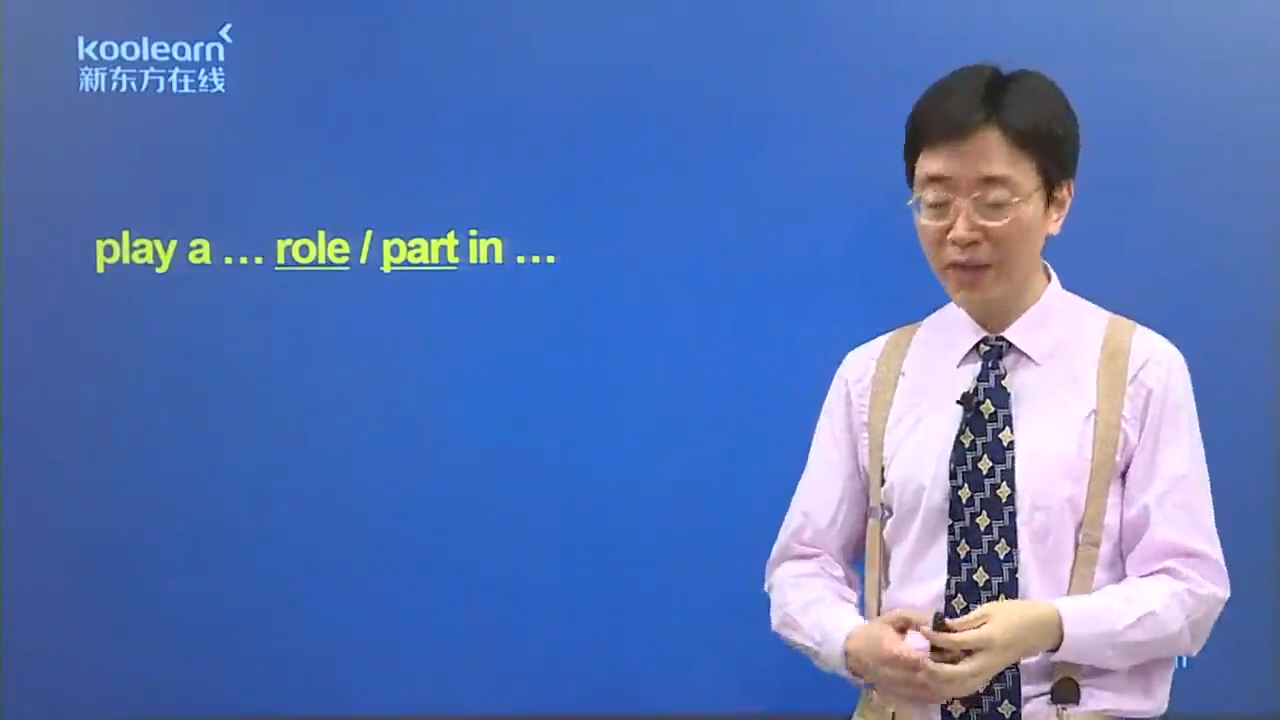 koolearn
新东方在线
play a … role / part in …